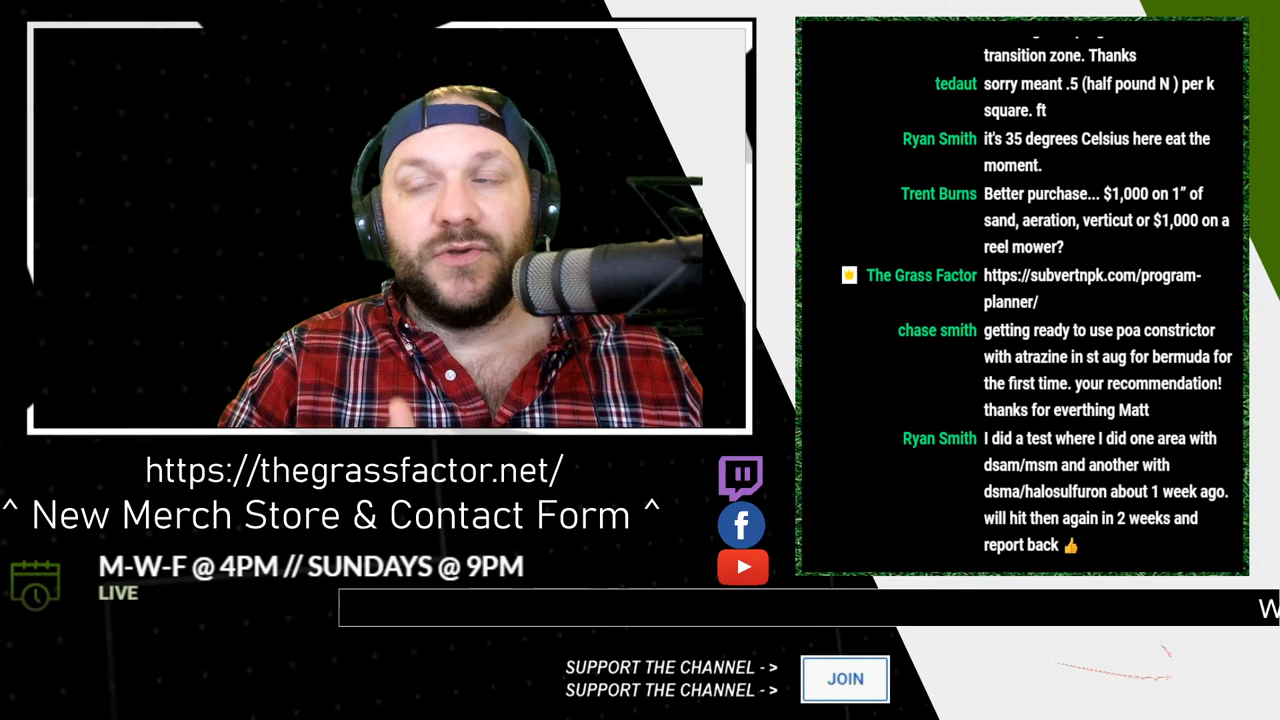 transition zone. Thanks
tedaut sorry meant .5 (half pound N ) per k
square. ft
Ryan Smith it's 35 degrees Celsius here eat the
moment.
Trent Burns Better purchase... $1,000 on 1” of
sand, aeration, verticut or $1,000 on a
reel mower?
The Grass Factor https://subvertnpk.com/program-
planner/
chase smith getting ready to use poa constrictor
with atrazine in st aug for bermuda for
the first time. your recommendation!
thanks for everthing Matt
Ryan Smith I did a test where I did one area with
dsam/msm and another with
dsma/halosulfuron about 1 week ago.
will hit then again in 2 weeks and
report back 👍
https://thegrassfactor.net/
^ New Merch Store & Contact Form ^
M-W-F @ 4PM // SUNDAYS @ 9PM
LIVE
W
SUPPORT THE CHANNEL - >
SUPPORT THE CHANNEL - >
JOIN